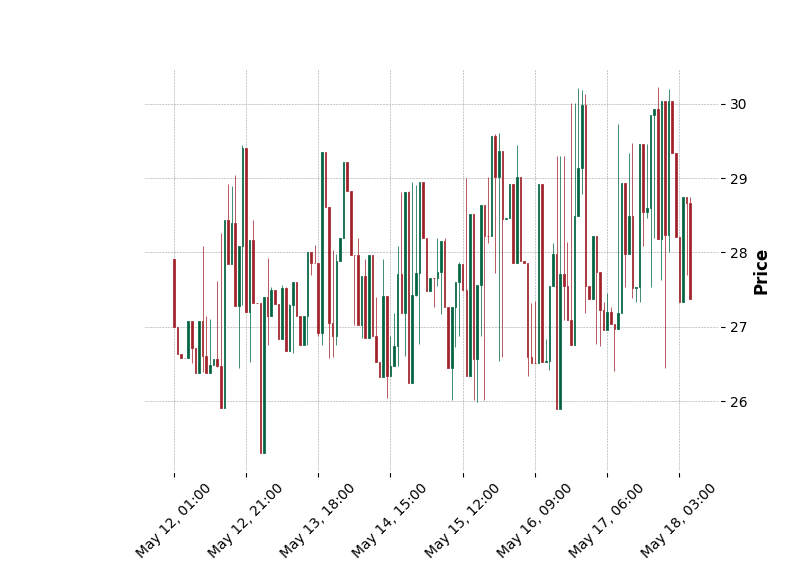 30
29
28
27
26
Price
May 12, 01:00
May 12, 21:00
May 13, 18:00
May 14, 15:00
May 15, 12:00
May 16, 09:00
May 17, 06:00
May 18, 03:00